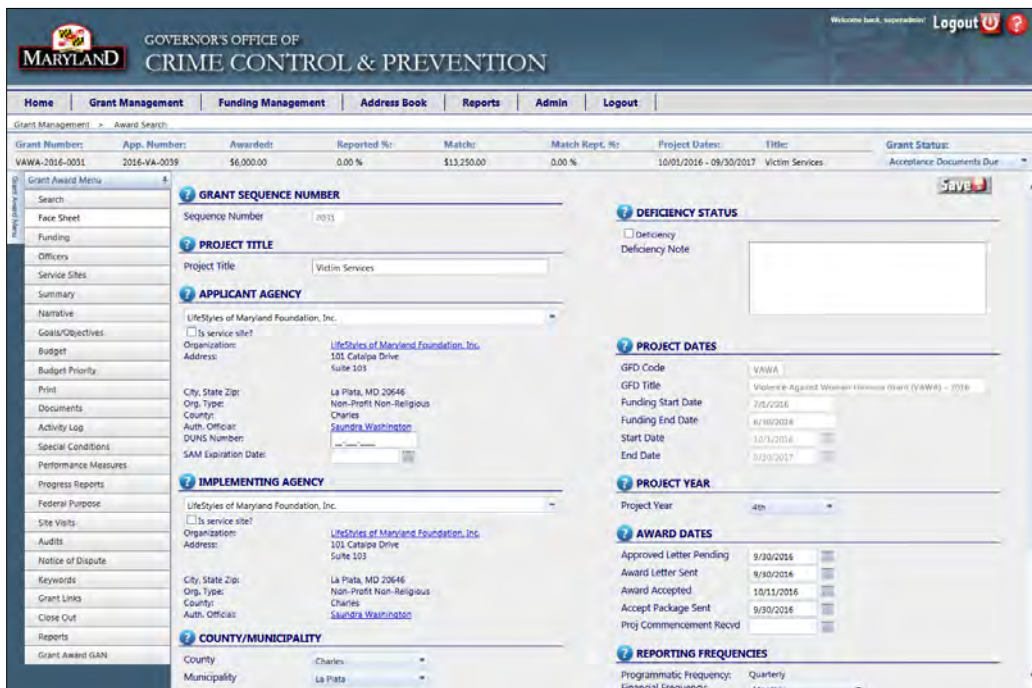 Welcome back, superadmin! Logout
MARYLAND
GOVERNOR'S OFFICE OF
CRIME CONTROL & PREVENTION
Home Grant Management Funding Management Address Book Reports Admin Logout
Grant Management > Award Search
Grant Number: App. Number: Awarded: Reported %: Match: Match Rept. %: Project Dates: Title: Grant Status:
VAWA-2016-0031 2016-VA-0039 $6,000.00 0.00 % $13,250.00 0.00 % 10/01/2016 - 09/30/2017 Victim Services Acceptance Documents Due
Grant Award Menu
Grant Award Menu
Search
Face Sheet
Funding
Officers
Service Sites
Summary
Narrative
Goals/Objectives
Budget
Budget Priority
Print
Documents
Activity Log
Special Conditions
Performance Measures
Progress Reports
Federal Purpose
Site Visits
Audits
Notice of Dispute
Keywords
Grant Links
Close Out
Reports
Grant Award GAN
GRANT SEQUENCE NUMBER
Sequence Number
PROJECT TITLE
Project Title Victim Services
APPLICANT AGENCY
LifeStyles of Maryland Foundation, Inc.
Is service site?
Organization: LifeStyles of Maryland Foundation, Inc.
Address: 101 Catalpa Drive
Suite 103
City, State Zip: La Plata, MD 20646
Org. Type: Non-Profit Non-Religious
County: Charles
Auth. Official: Saundra Washington
DUNS Number: __-___-____
SAM Expiration Date:
IMPLEMENTING AGENCY
LifeStyles of Maryland Foundation, Inc.
Is service site?
Organization: LifeStyles of Maryland Foundation, Inc.
Address: 101 Catalpa Drive
Suite 103
City, State Zip: La Plata, MD 20646
Org. Type: Non-Profit Non-Religious
County: Charles
Auth. Official: Saundra Washington
COUNTY/MUNICIPALITY
County Charles
Municipality La Plata
Save
DEFICIENCY STATUS
Deficiency
Deficiency Note
PROJECT DATES
GFD Code VAWA
GFD Title Violence Against Women Formula Grant (VAWA) - 2016
Funding Start Date 7/1/2016
Funding End Date 6/30/2018
Start Date 10/1/2016
End Date 9/30/2017
PROJECT YEAR
Project Year 4th
AWARD DATES
Approved Letter Pending 9/30/2016
Award Letter Sent 9/30/2016
Award Accepted 10/11/2016
Accept Package Sent 9/30/2016
Proj Commencement Recvd
REPORTING FREQUENCIES
Programmatic Frequency: Quarterly
Financial Frequency: